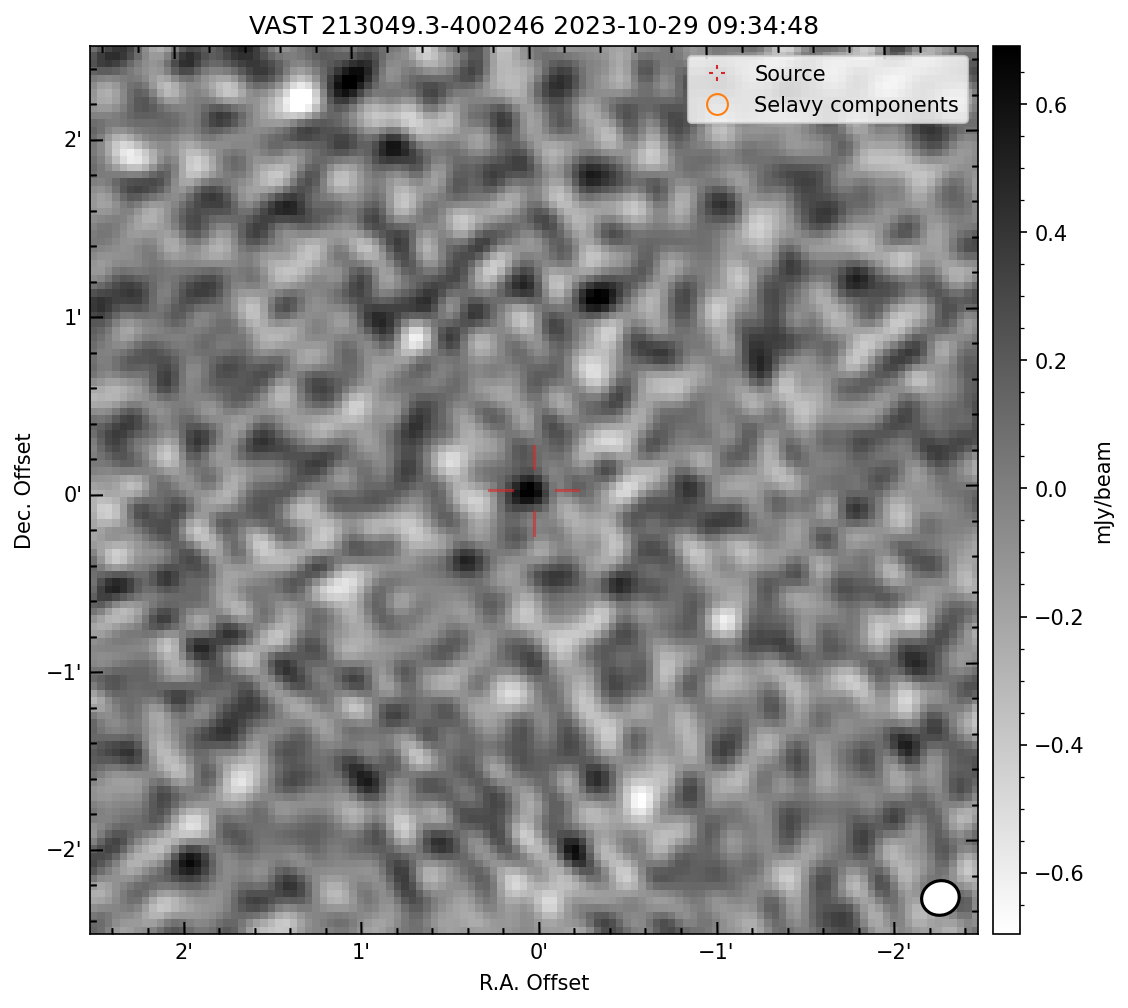 VAST 213049.3-400246 2023-10-29 09:34:48
Source
Selavy components
2'
1'
0'
−1'
−2'
Dec. Offset
2'
1'
0'
−1'
−2'
R.A. Offset
0.6
0.4
0.2
0.0
−0.2
−0.4
−0.6
mJy/beam